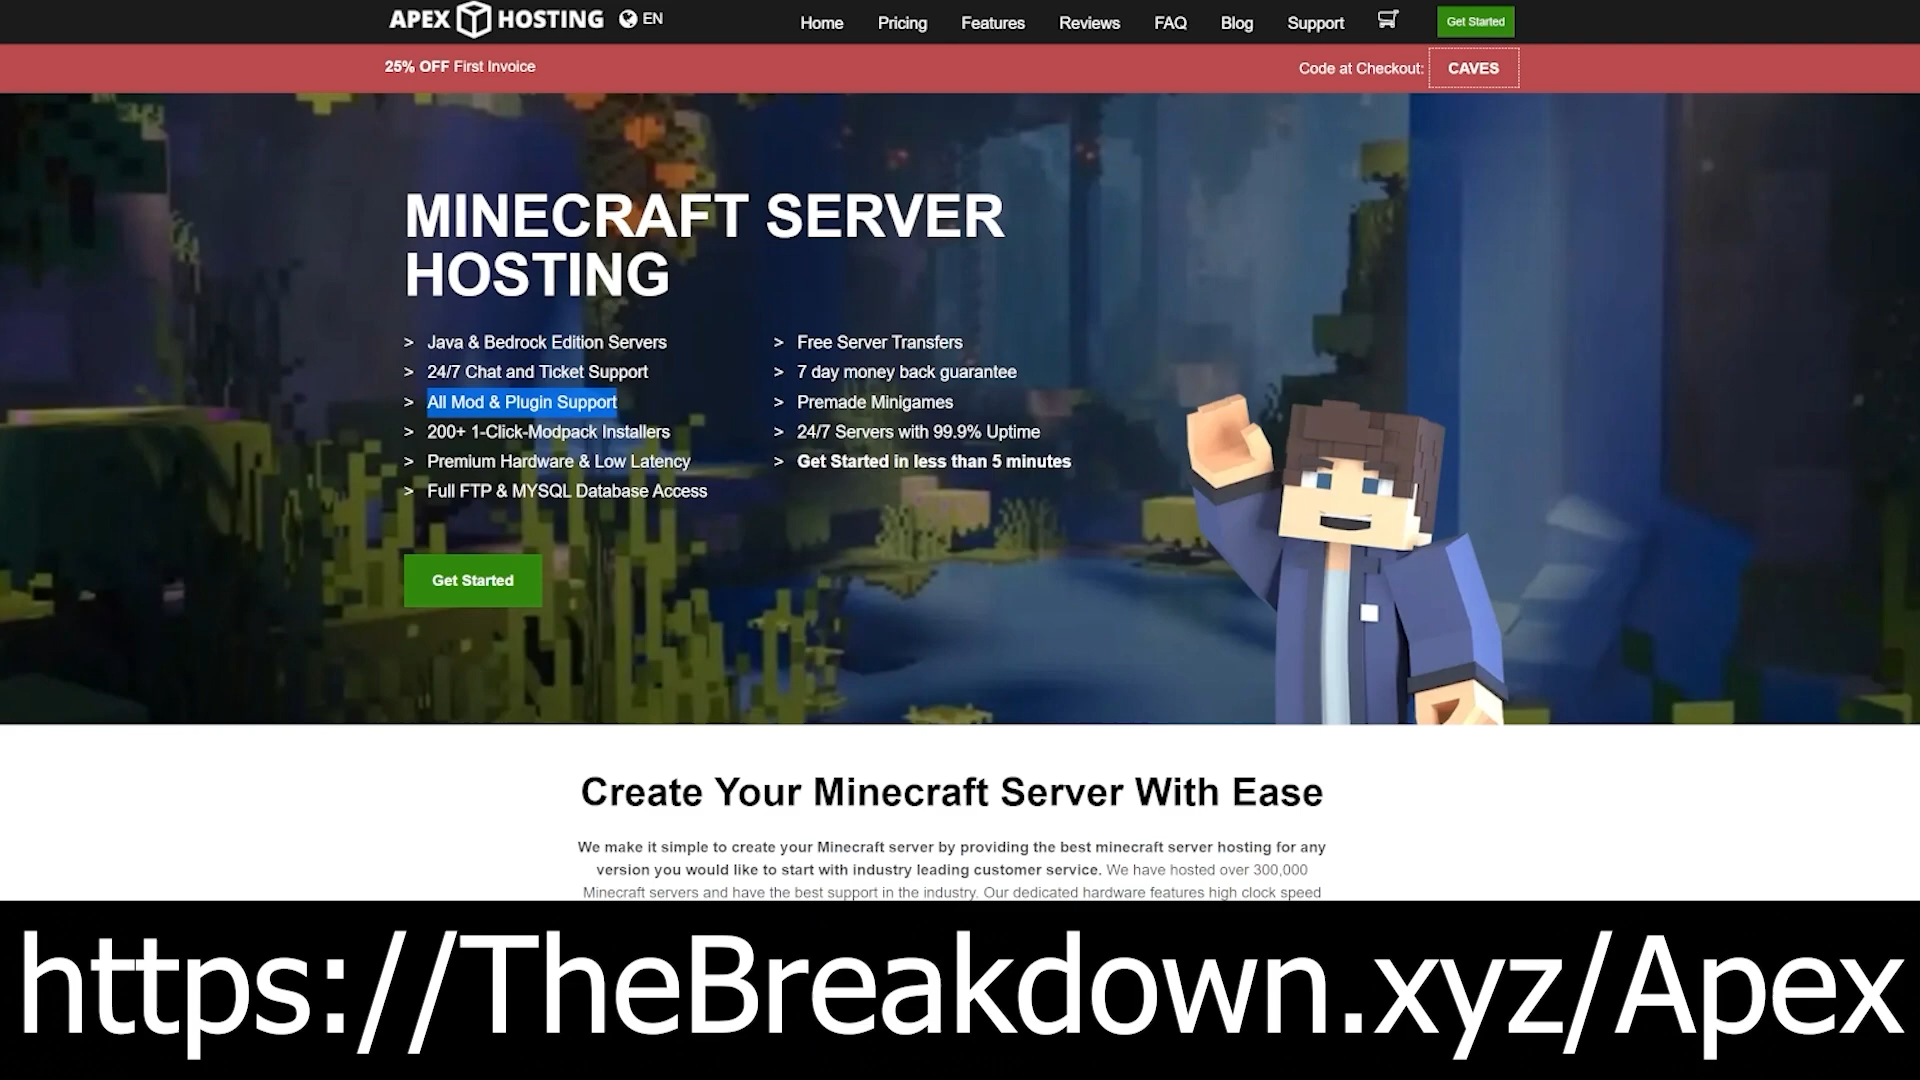 APEX HOSTING EN Home Pricing Features Reviews FAQ Blog Support Get Started
25% OFF First Invoice Code at Checkout: CAVES
MINECRAFT SERVER
HOSTING
> Java & Bedrock Edition Servers
> 24/7 Chat and Ticket Support
> All Mod & Plugin Support
> 200+ 1-Click-Modpack Installers
> Premium Hardware & Low Latency
> Full FTP & MYSQL Database Access
> Free Server Transfers
> 7 day money back guarantee
> Premade Minigames
> 24/7 Servers with 99.9% Uptime
> Get Started in less than 5 minutes
Get Started
Create Your Minecraft Server With Ease
We make it simple to create your Minecraft server by providing the best minecraft server hosting for any
version you would like to start with industry leading customer service. We have hosted over 300,000
Minecraft servers and have the best support in the industry. Our dedicated hardware features high clock speed
https://TheBreakdown.xyz/Apex